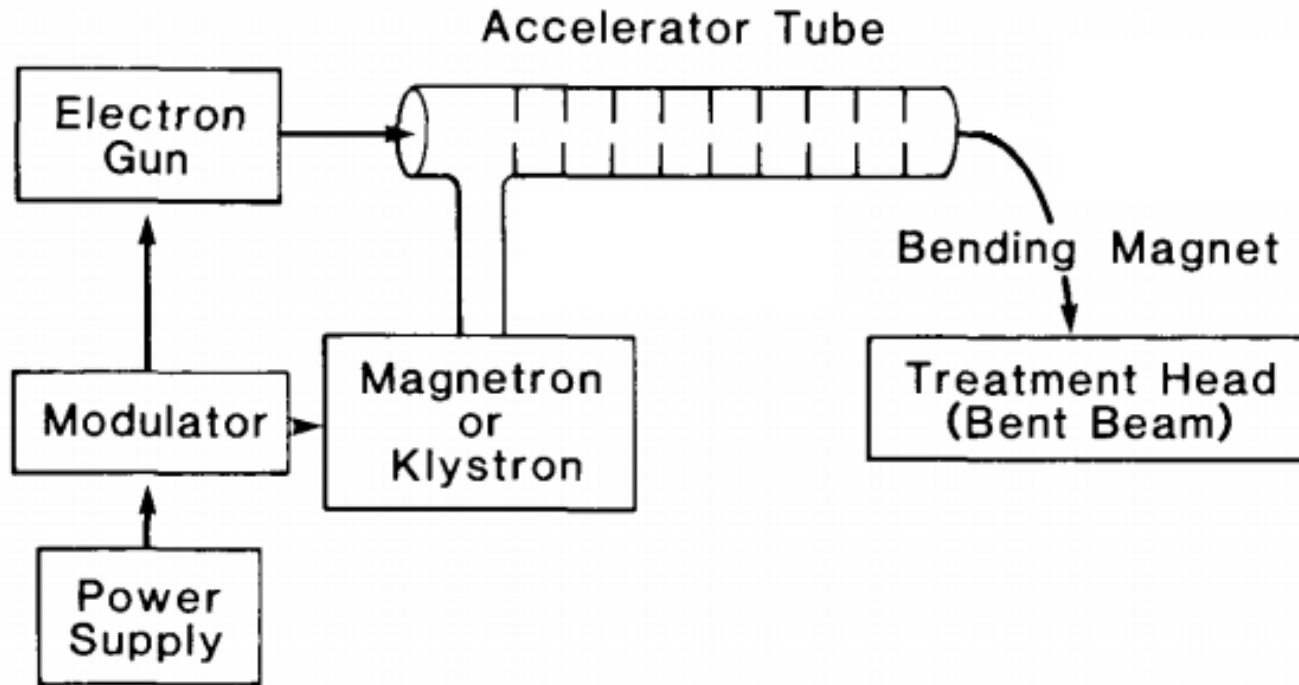 Accelerator Tube
Electron
Gun
Bending Magnet
Magnetron
or
Klystron
Treatment Head
(Bent Beam)
Modulator
Power
Supply